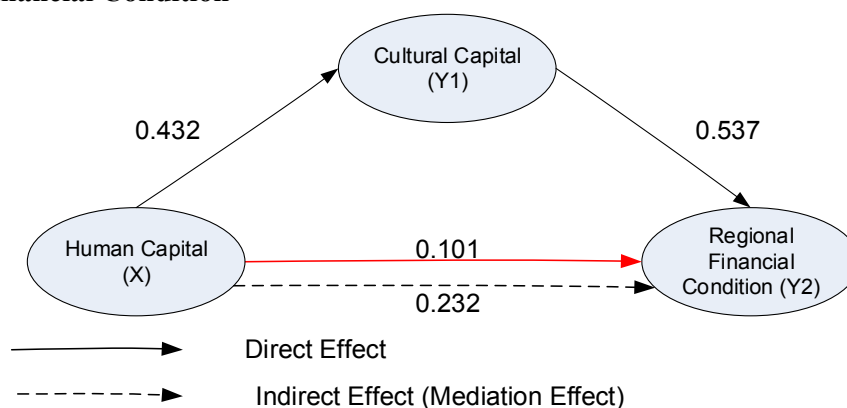 nancial Condition
Cultural Capital
(Y1)
0.432
0.537
Human Capital
(X)
0.101
0.232
Regional
Financial
Condition (Y2)
Direct Effect
Indirect Effect (Mediation Effect)